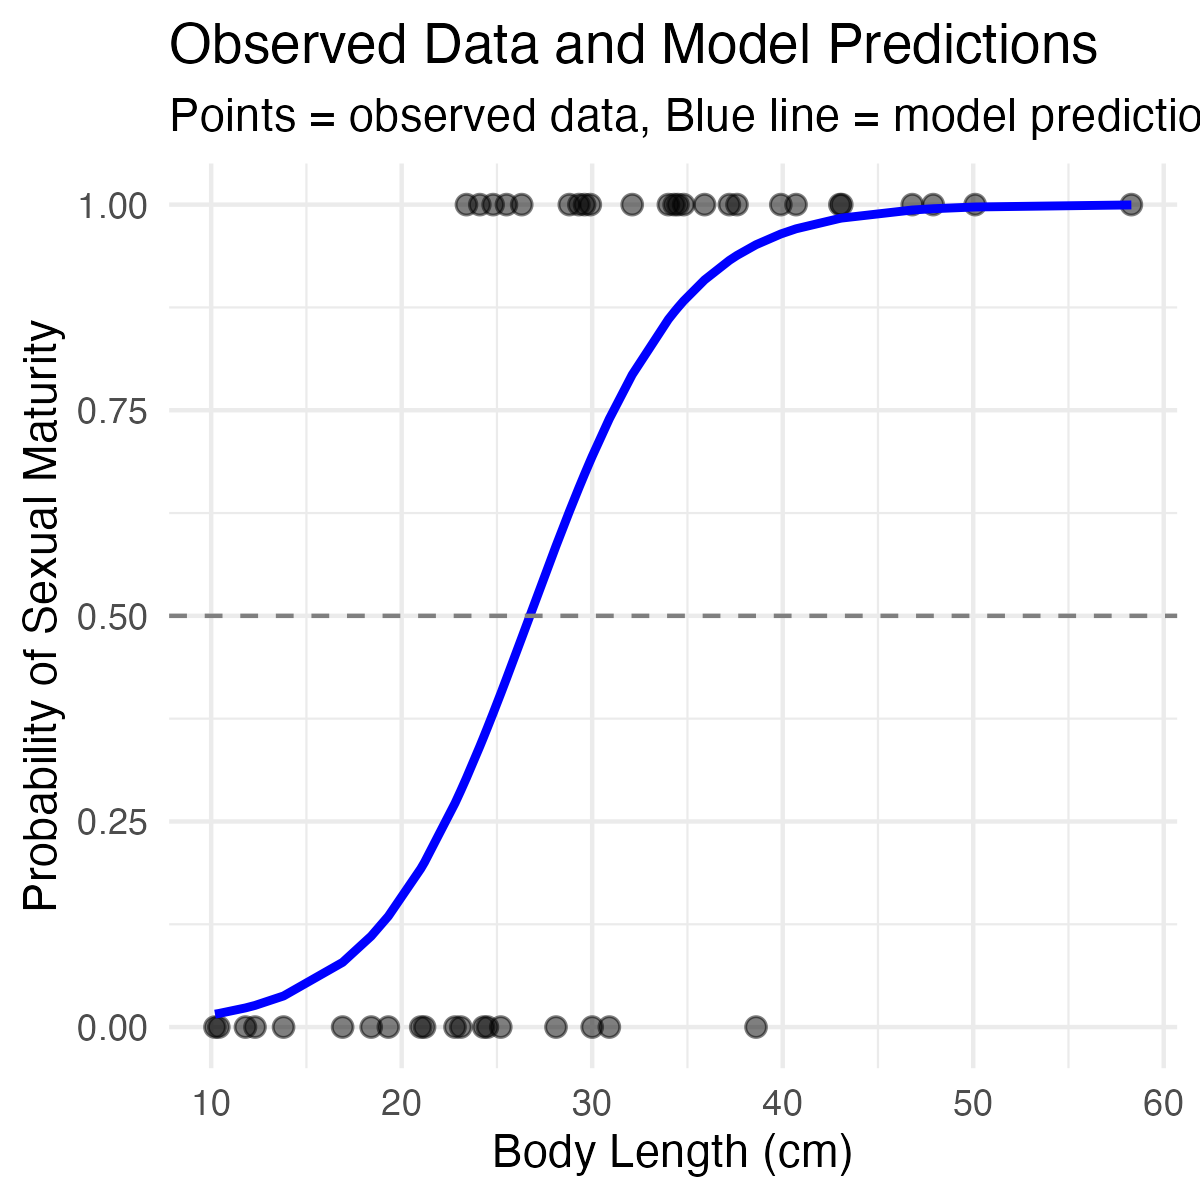 Observed Data and Model Predictions
Points = observed data, Blue line = model predictio
Probability of Sexual Maturity
1.00
0.75
0.50
0.25
0.00
10 20 30 40 50 60
Body Length (cm)